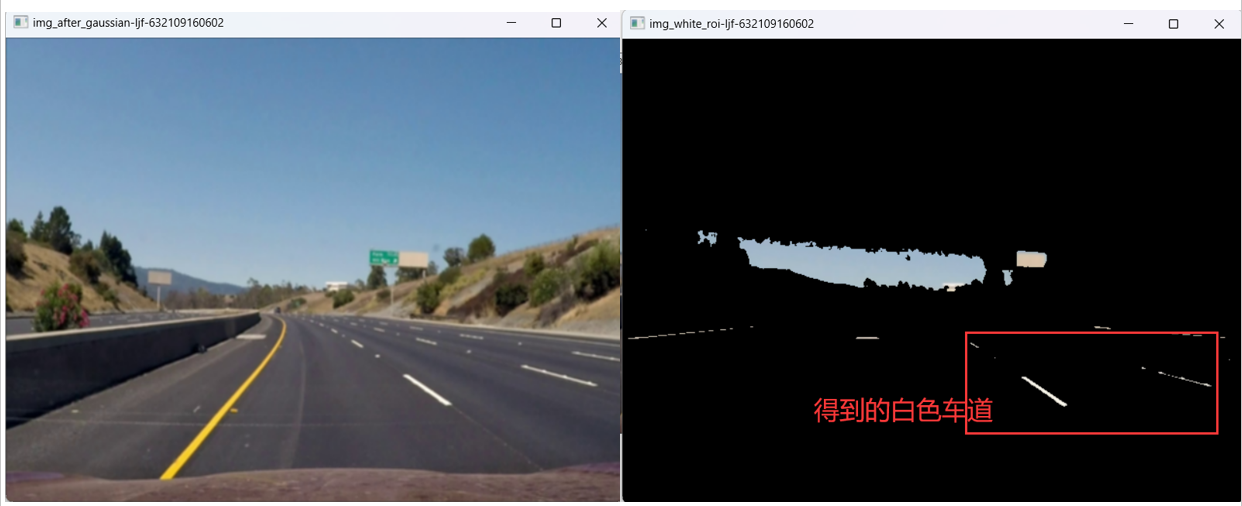 img_after_gaussian-ljf-632109160602
img_white_roi-ljf-632109160602
得到的白色车道